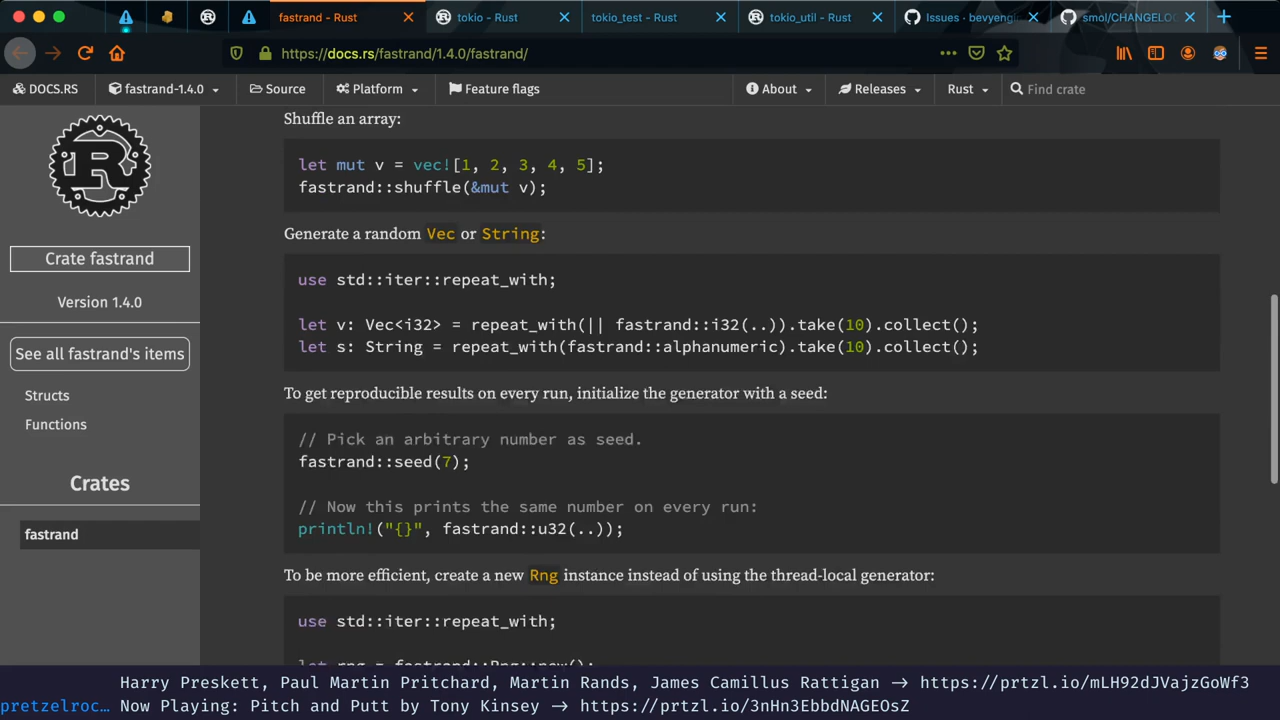 fastrand - Rust
tokio - Rust
tokio_test - Rust
tokio_util - Rust
Issues · bevyengi
smol/CHANGELO
https://docs.rs/fastrand/1.4.0/fastrand/
DOCS.RS
fastrand-1.4.0
Source
Platform
Feature flags
About
Releases
Rust
Find crate
Crate fastrand
Version 1.4.0
See all fastrand's items
Structs
Functions
Crates
fastrand
Shuffle an array:
let mut v = vec![1, 2, 3, 4, 5];
fastrand::shuffle(&mut v);
Generate a random Vec or String:
use std::iter::repeat_with;
let v: Vec<i32> = repeat_with(|| fastrand::i32(..)).take(10).collect();
let s: String = repeat_with(fastrand::alphanumeric).take(10).collect();
To get reproducible results on every run, initialize the generator with a seed:
// Pick an arbitrary number as seed.
fastrand::seed(7);
// Now this prints the same number on every run:
println!("{}", fastrand::u32(..));
To be more efficient, create a new Rng instance instead of using the thread-local generator:
use std::iter::repeat_with;
let rng = fastrand::Rng::new();
Harry Preskett, Paul Martin Pritchard, Martin Rands, James Camillus Rattigan -> https://prtzl.io/mLH92dJVajzGoWf3
pretzelroc… Now Playing: Pitch and Putt by Tony Kinsey -> https://prtzl.io/3nHn3EbbdNAGEOsZ